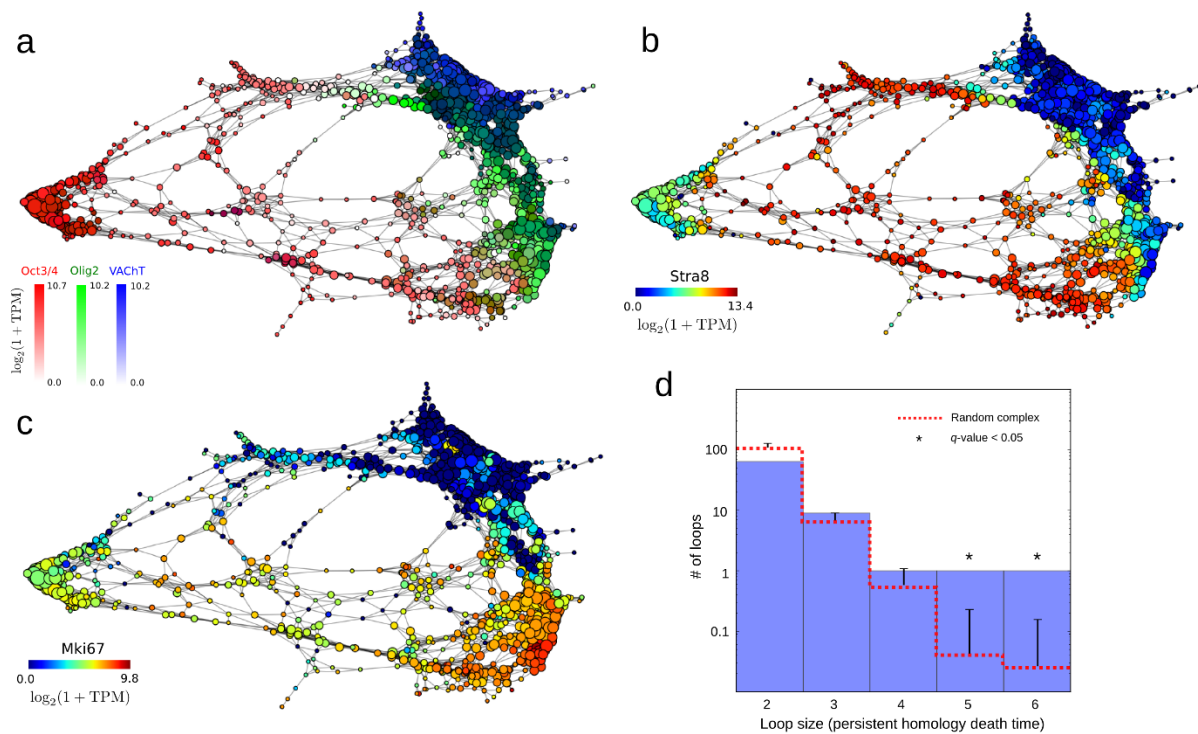 a
Oct3/4 Olig2 VAChT
10.7 10.2 10.2
log₂(1 + TPM)
0.0 0.0 0.0
b
Stra8
0.0 13.4
log₂(1 + TPM)
c
Mki67
0.0 9.8
log₂(1 + TPM)
d
Random complex
* q-value < 0.05
# of loops
100
10
1
0.1
* *
2 3 4 5 6
Loop size (persistent homology death time)